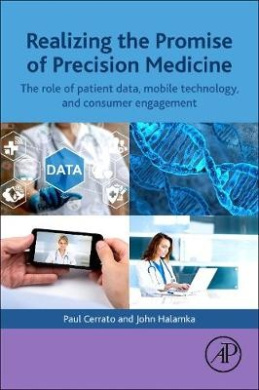 Realizing the Promise
of Precision Medicine
The role of patient data, mobile technology,
and consumer engagement
DATA
Paul Cerrato and John Halamka
AP